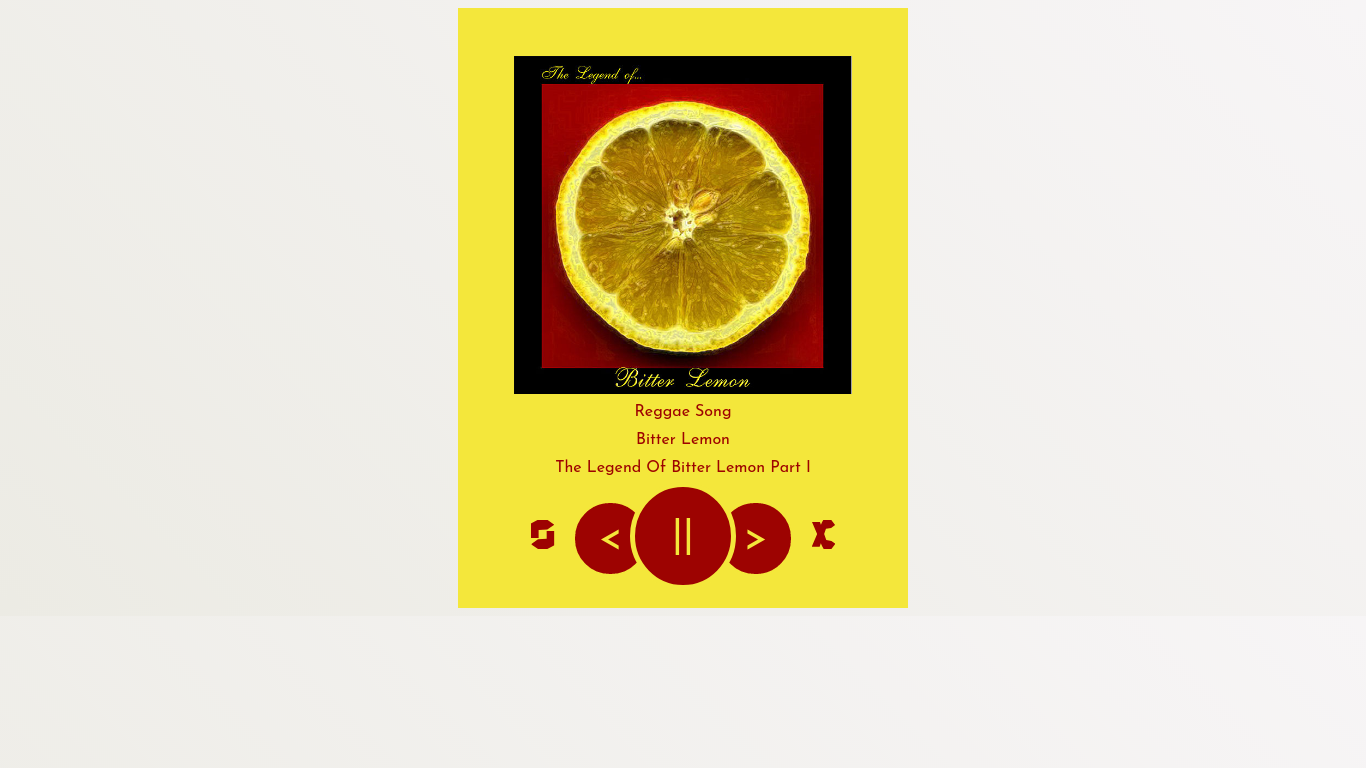 The Legend of...
Bitter Lemon
Reggae Song
Bitter Lemon
The Legend Of Bitter Lemon Part I
S < || >